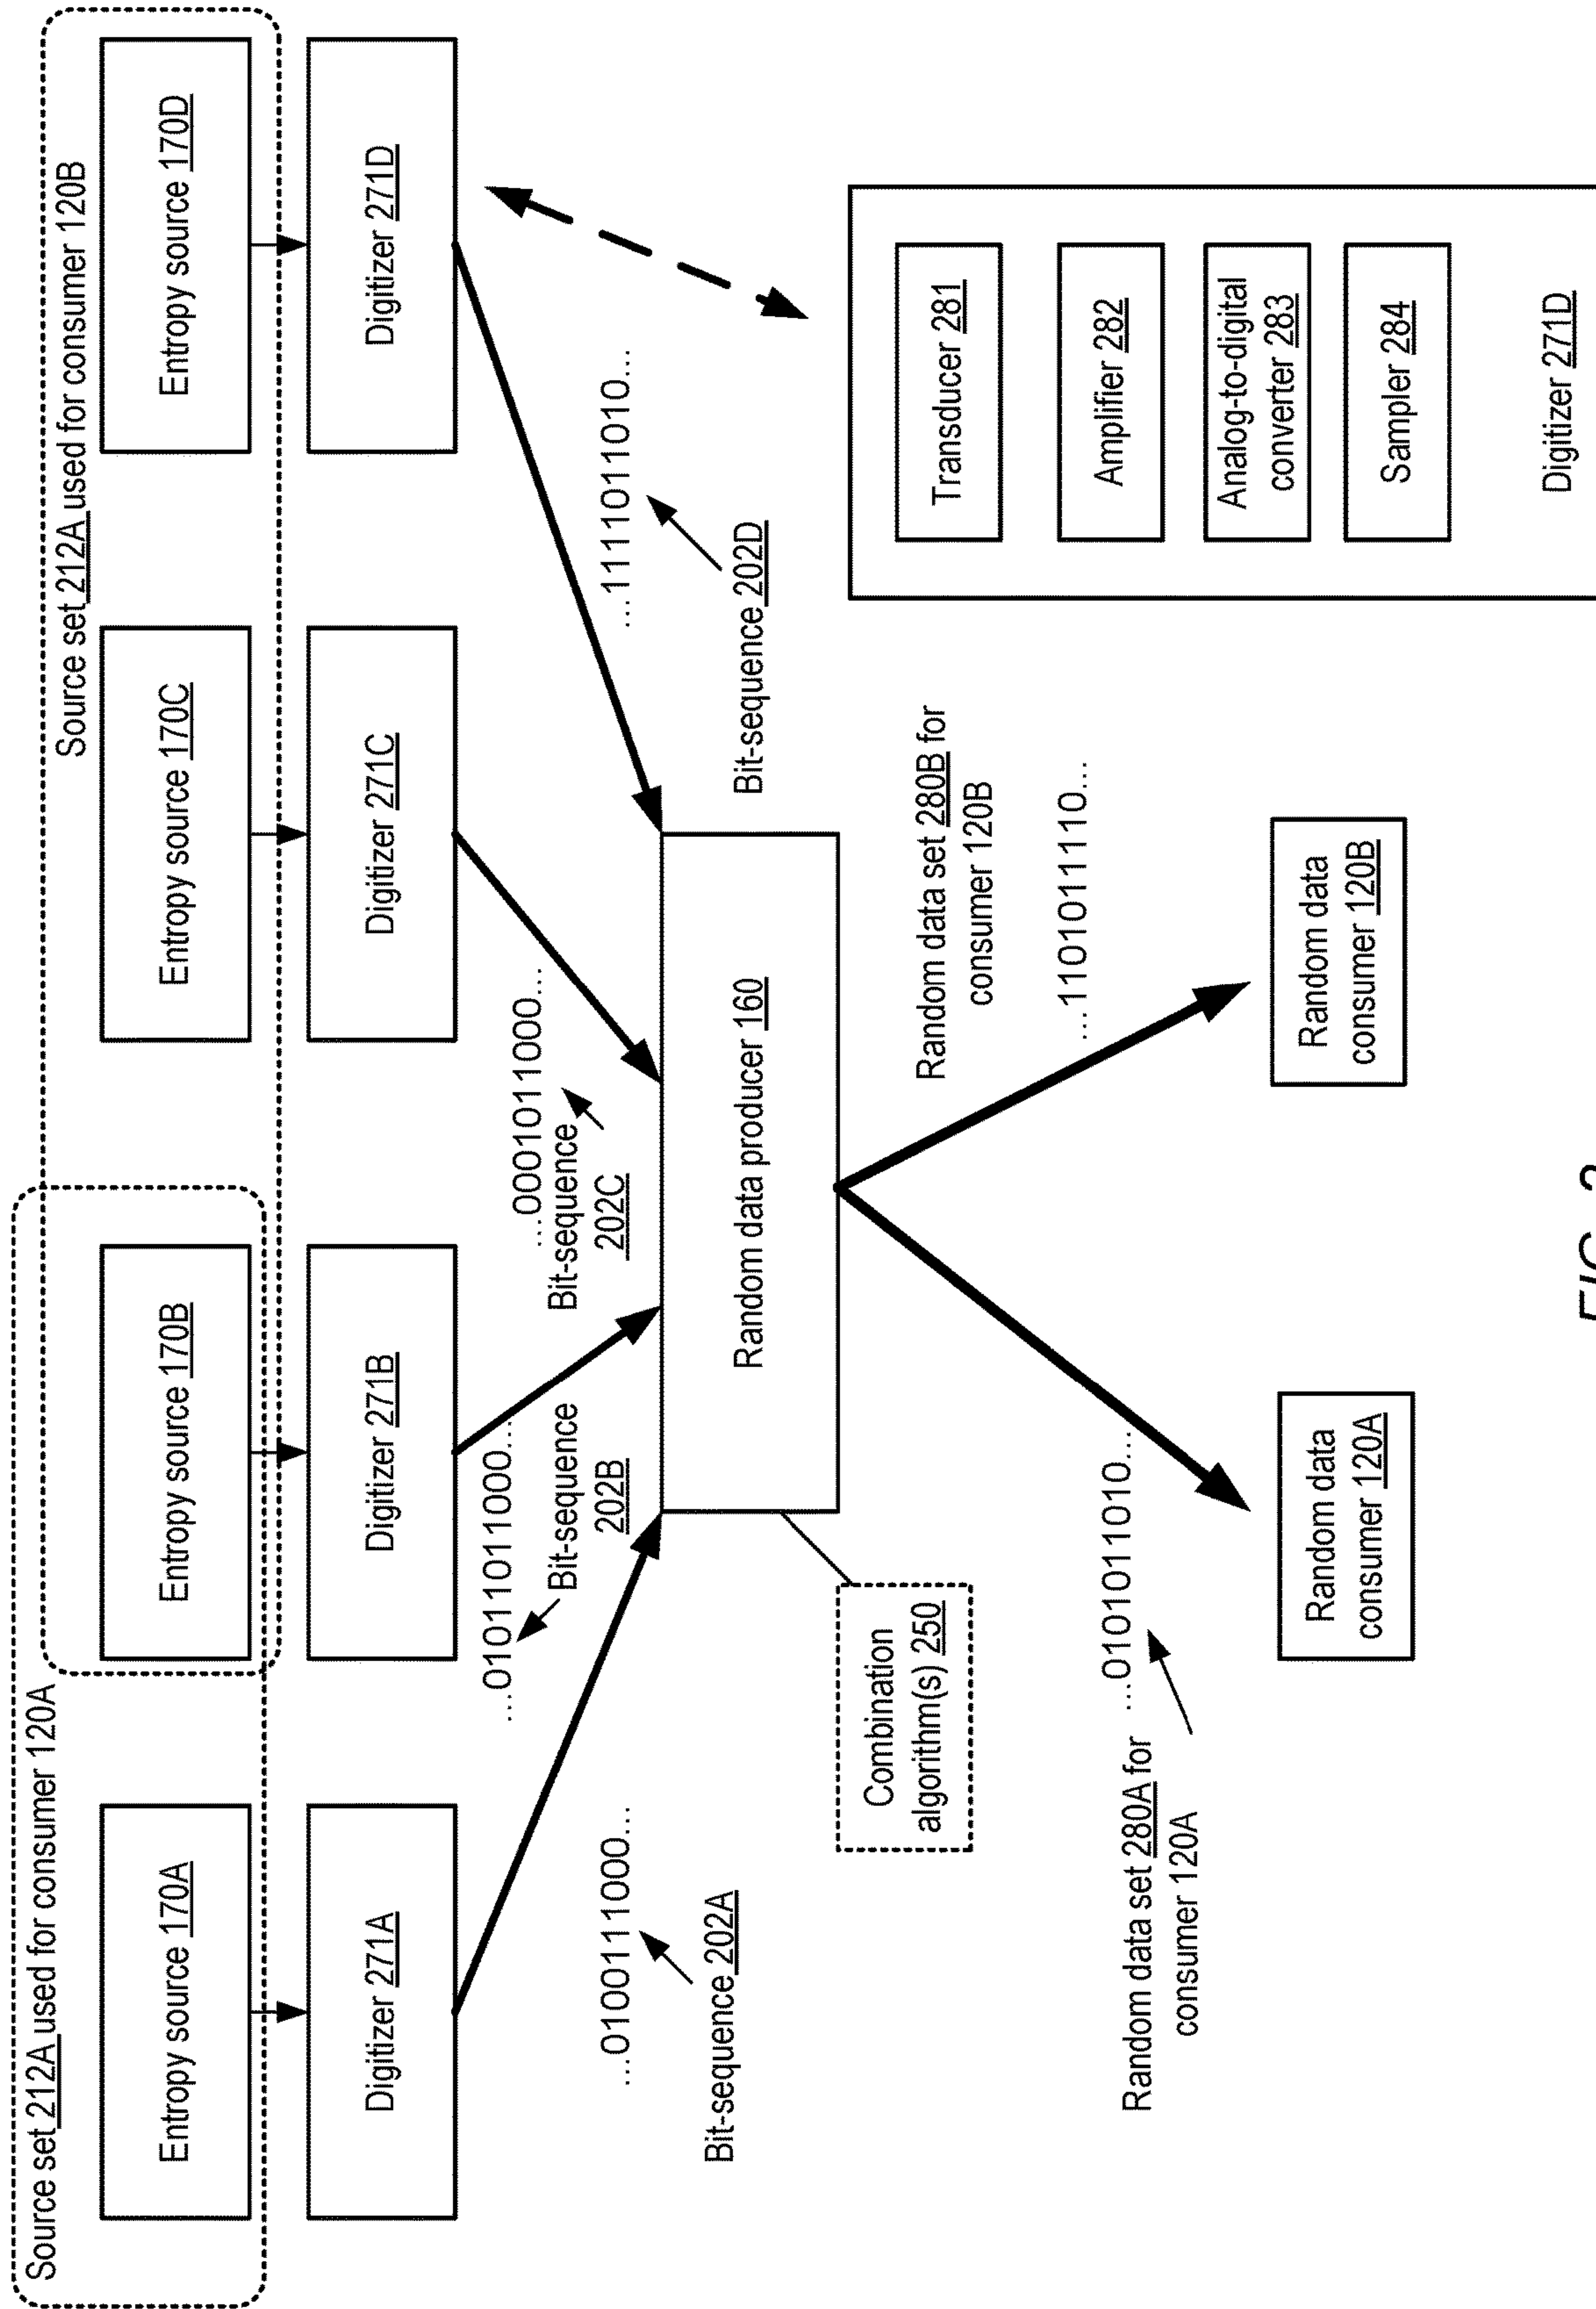 Source set 212A used for consumer 120A
Source set 212A used for consumer 120B
Entropy source 170A
Entropy source 170B
Entropy source 170C
Entropy source 170D
Digitizer 271A
Digitizer 271B
Digitizer 271C
Digitizer 271D
...010011000...
Bit-sequence 202A
...01011011000...
Bit-sequence
202B
...0001011000...
Bit-sequence
202C
...1111011010...
Bit-sequence 202D
Random data producer 160
Combination
algorithm(s) 250
Random data set 280A for
consumer 120A
...0101011010...
Random data set 280B for
consumer 120B
...1101011110...
Random data
consumer 120A
Random data
consumer 120B
Transducer 281
Amplifier 282
Analog-to-digital
converter 283
Sampler 284
Digitizer 271D